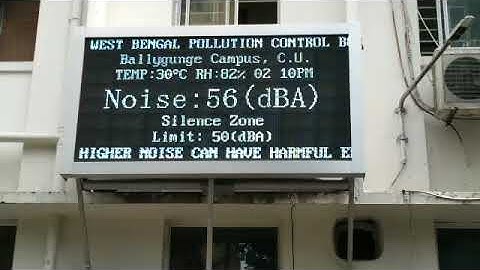 WEST BENGAL POLLUTION CONTROL
Ballygunge Campus, C.U.
TEMP:30°C RH:82% 02 10PM
Noise:56(dBA)
Silence Zone
Limit: 50(dBA)
HIGHER NOISE CAN HAVE HARMFUL